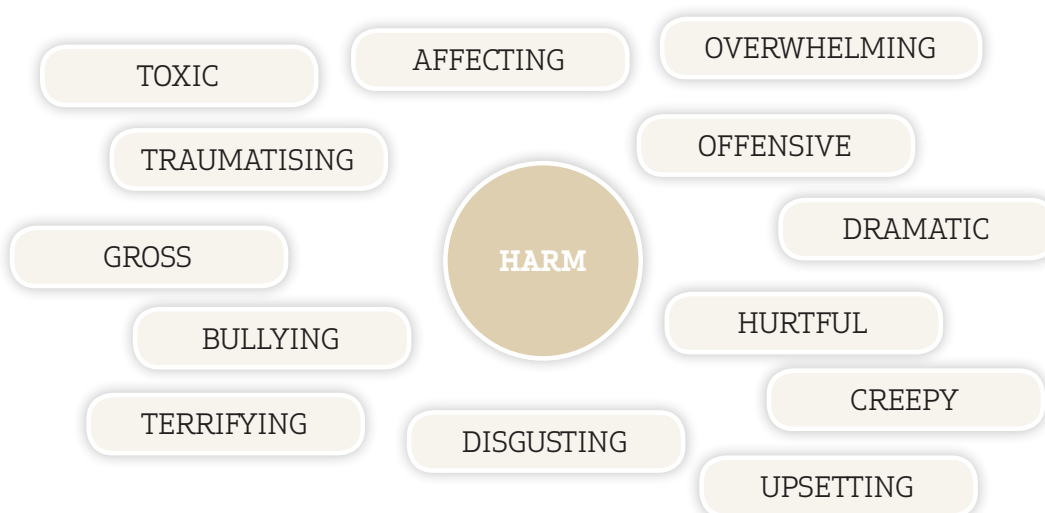 OVERWHELMING
AFFECTING
TOXIC
OFFENSIVE
TRAUMATISING
DRAMATIC
GROSS
HARM
HURTFUL
BULLYING
CREEPY
TERRIFYING
DISGUSTING
UPSETTING